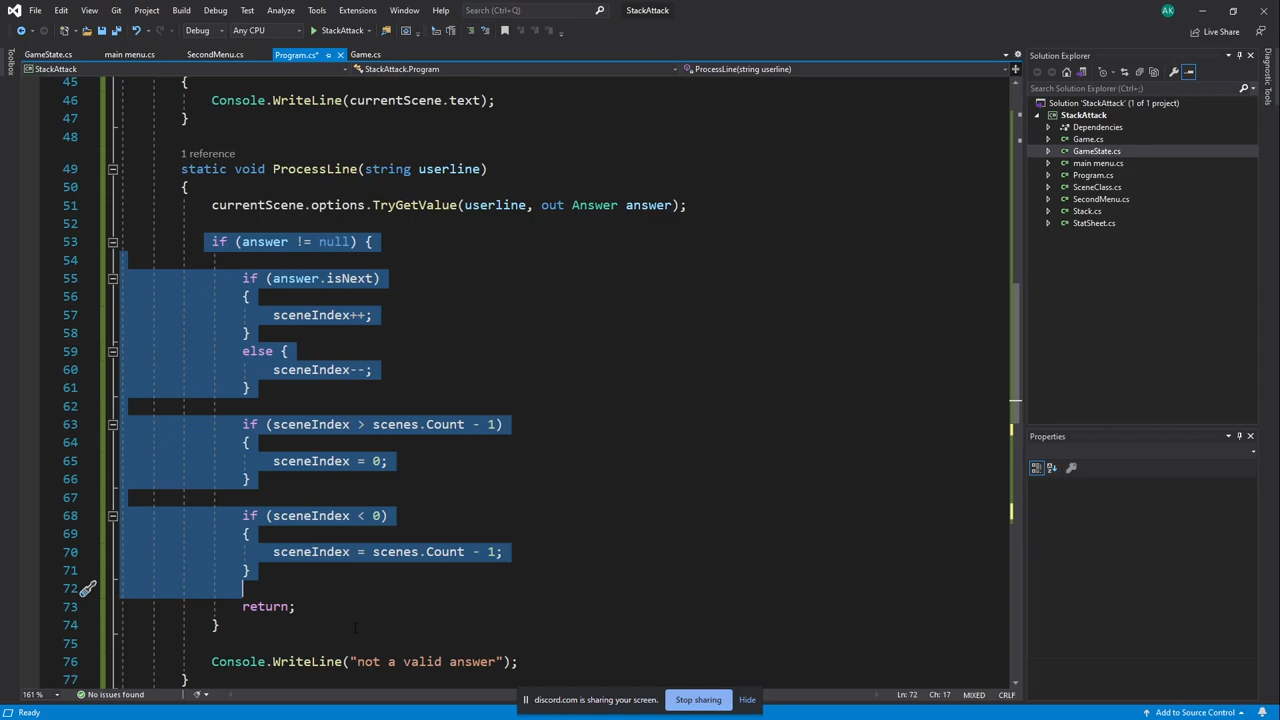 File Edit View Git Project Build Debug Test Analyze Tools Extensions Window Help Search (Ctrl+Q) StackAttack AK
Debug Any CPU StackAttack Live Share
GameState.cs main menu.cs SecondMenu.cs Program.cs* Game.cs
StackAttack StackAttack.Program ProcessLine(string userline)
45 {
46 Console.WriteLine(currentScene.text);
47 }
48
1 reference
49 static void ProcessLine(string userline)
50 {
51 currentScene.options.TryGetValue(userline, out Answer answer);
52
53 if (answer != null) {
54
55 if (answer.isNext)
56 {
57 sceneIndex++;
58 }
59 else {
60 sceneIndex--;
61 }
62
63 if (sceneIndex > scenes.Count - 1)
64 {
65 sceneIndex = 0;
66 }
67
68 if (sceneIndex < 0)
69 {
70 sceneIndex = scenes.Count - 1;
71 }
72
73 return;
74 }
75
76 Console.WriteLine("not a valid answer");
77 }
161 % No issues found Ln: 72 Ch: 17 MIXED CRLF
discord.com is sharing your screen. Stop sharing Hide
Ready Add to Source Control
Toolbox
Solution Explorer
Search Solution Explorer (Ctrl+;)
Solution 'StackAttack' (1 of 1 project)
StackAttack
Dependencies
Game.cs
GameState.cs
main menu.cs
Program.cs
SceneClass.cs
SecondMenu.cs
Stack.cs
StatSheet.cs
Properties
Diagnostic Tools